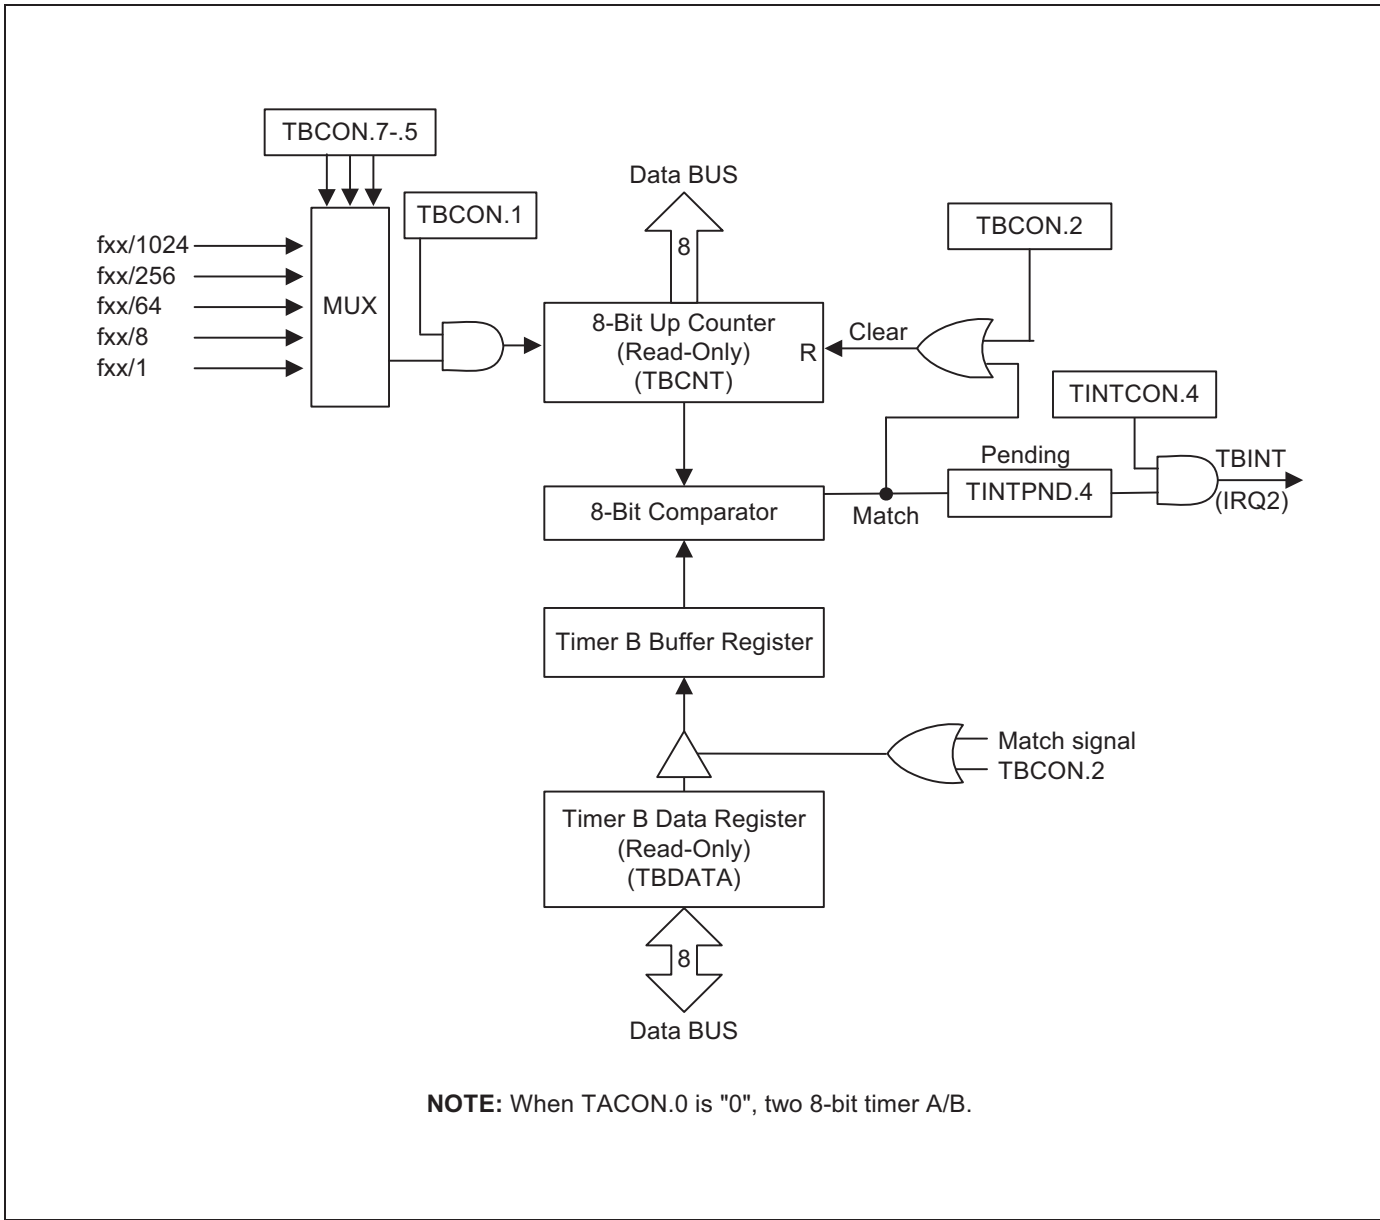 TBCON.7-.5
Data BUS
TBCON.1
TBCON.2
8
fxx/1024
fxx/256
fxx/64
fxx/8
fxx/1
MUX
8-Bit Up Counter
(Read-Only)
(TBCNT)
R
Clear
TINTCON.4
Pending
TINTPND.4
TBINT
(IRQ2)
8-Bit Comparator
Match
Timer B Buffer Register
Match signal
TBCON.2
Timer B Data Register
(Read-Only)
(TBDATA)
8
Data BUS
NOTE: When TACON.0 is "0", two 8-bit timer A/B.